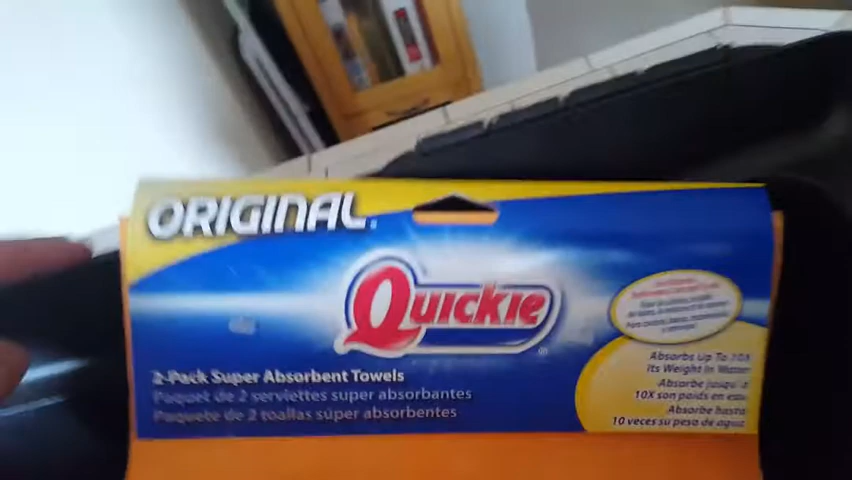 ORIGINAL
QUICKIE
2-Pack Super Absorbent Towels
Paquet de 2 serviettes super absorbantes
Paquete de 2 toallas súper absorbentes
Absorbs Up To 10X
Its Weight In Water
Absorbe jusqu'à
10X son poids en eau
Absorbe hasta
10 veces su peso de agua